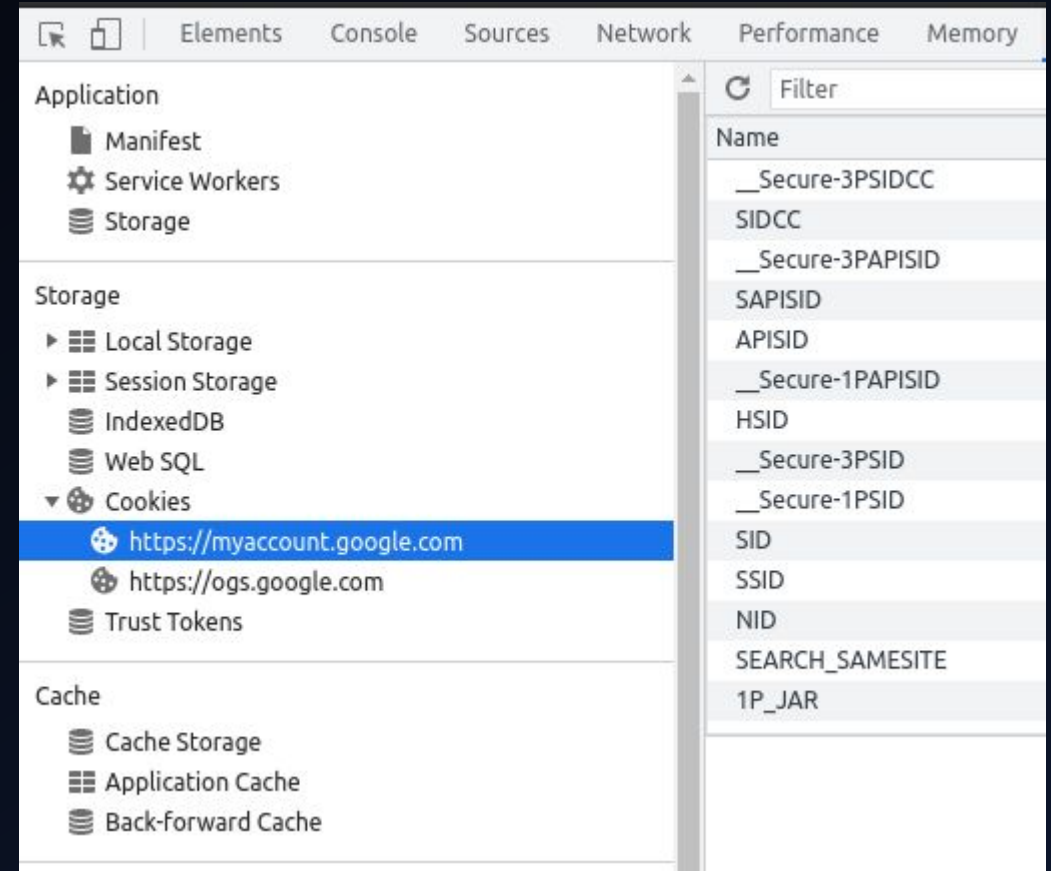 Elements Console Sources Network Performance Memory
Application
Manifest
Service Workers
Storage
Storage
Local Storage
Session Storage
IndexedDB
Web SQL
Cookies
https://myaccount.google.com
https://ogs.google.com
Trust Tokens
Cache
Cache Storage
Application Cache
Back-forward Cache
Filter
Name
__Secure-3PSIDCC
SIDCC
__Secure-3PAPISID
SAPISID
APISID
__Secure-1PAPISID
HSID
__Secure-3PSID
__Secure-1PSID
SID
SSID
NID
SEARCH_SAMESITE
1P_JAR